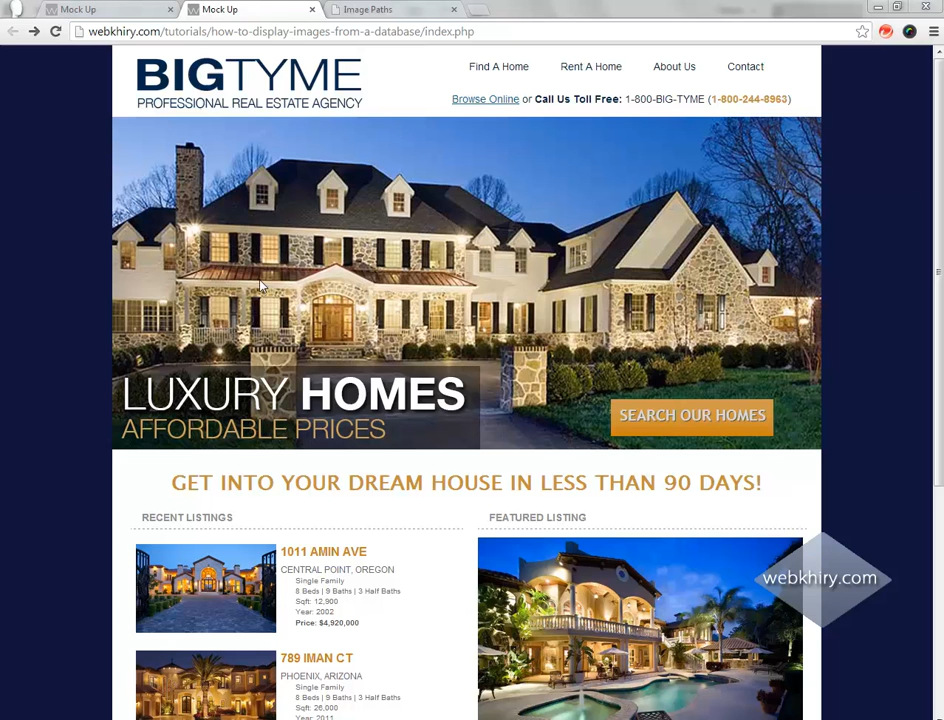 Mock Up
Mock Up
Image Paths
webkhiry.com/tutorials/how-to-display-images-from-a-database/index.php
BIGTYME
PROFESSIONAL REAL ESTATE AGENCY
Find A Home Rent A Home About Us Contact
Browse Online or Call Us Toll Free: 1-800-BIG-TYME (1-800-244-8963)
LUXURY HOMES
AFFORDABLE PRICES
SEARCH OUR HOMES
GET INTO YOUR DREAM HOUSE IN LESS THAN 90 DAYS!
RECENT LISTINGS
1011 AMIN AVE
CENTRAL POINT, OREGON
Single Family
8 Beds | 9 Baths | 3 Half Baths
Sqft: 12,900
Year: 2002
Price: $4,920,000
789 IMAN CT
PHOENIX, ARIZONA
Single Family
8 Beds | 9 Baths | 3 Half Baths
Sqft: 26,000
Year: 2011
FEATURED LISTING
webkhiry.com